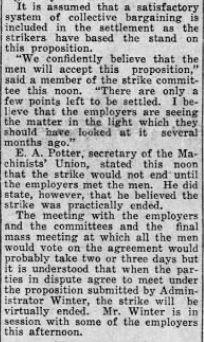 It is assumed that a satisfactory
system of collective bargaining is
included in the settlement as the
strikers have based the stand on
this proposition.
"We confidently believe that the
men will accept this proposition,"
said a member of the strike commit-
tee this noon. "There are only a
few points left to be settled. I be-
lieve that the employers are seeing
the matter in the light which they
should have looked at it several
months ago."
E. A. Potter, secretary of the Ma-
chinists' Union, stated this noon
that the strike would not end until
the employers met the men. He did
state, however, that he believed the
strike was practically ended.
The meeting with the employers
and the committees and the final
mass meeting at which all the men
would vote on the agreement would
probably take two or three days but
it is understood that when the par-
ties in dispute agree to meet under
the proposition submitted by Admin-
istrator Winter, the strike will be
virtually ended. Mr. Winter is in
session with some of the employers
this afternoon.